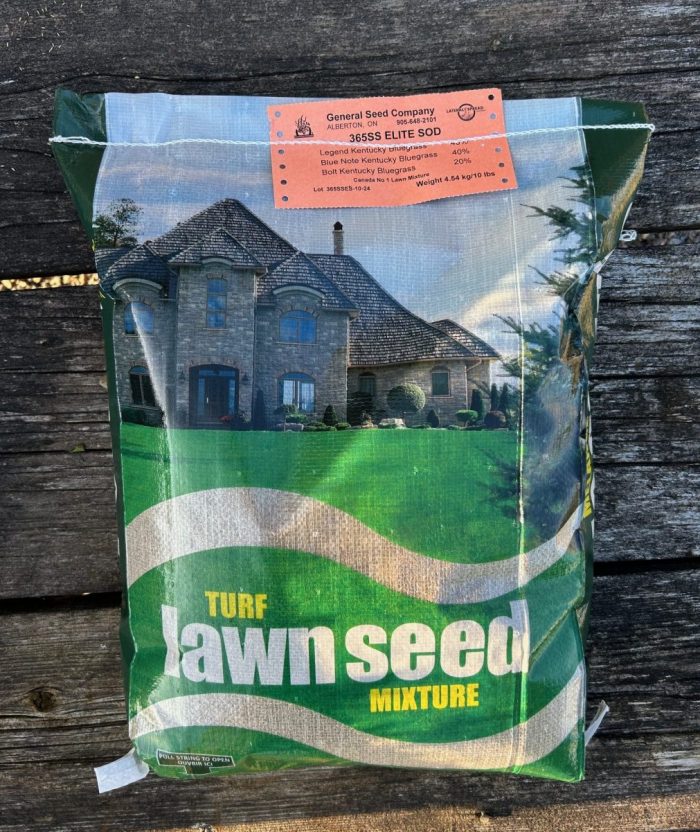 General Seed Company
ALBERTON, ON 905-648-2101
365SS ELITE SOD
Legend Kentucky Bluegrass
Blue Note Kentucky Bluegrass 40%
Bolt Kentucky Bluegrass 20%
Canada No 1 Lawn Mixture
Lot 365SSES-10-24 Weight 4.54 kg/10 lbs
TURF
lawn seed
MIXTURE
PULL STRING TO OPEN
OUVRIR ICI